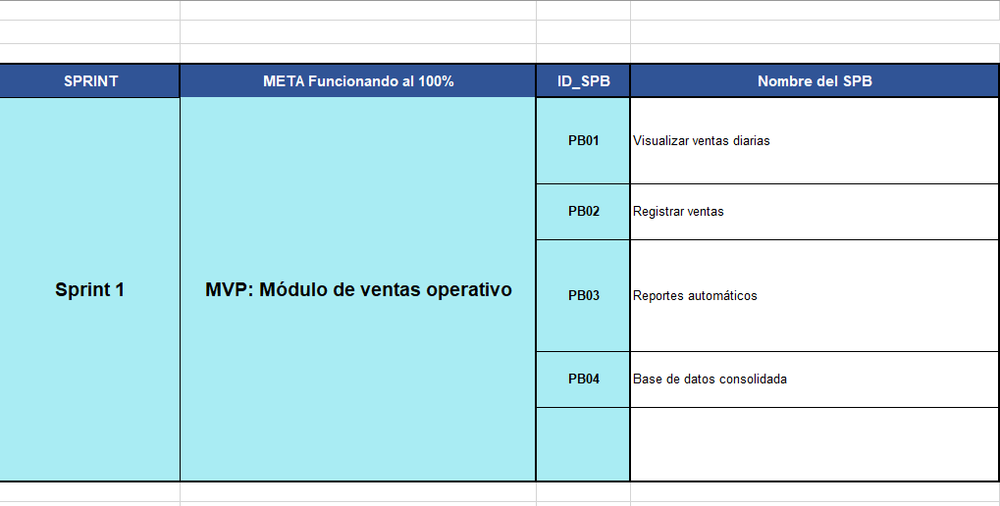 SPRINT META Funcionando al 100% ID_SPB Nombre del SPB
PB01 Visualizar ventas diarias
PB02 Registrar ventas
Sprint 1 MVP: Módulo de ventas operativo PB03 Reportes automáticos
PB04 Base de datos consolidada